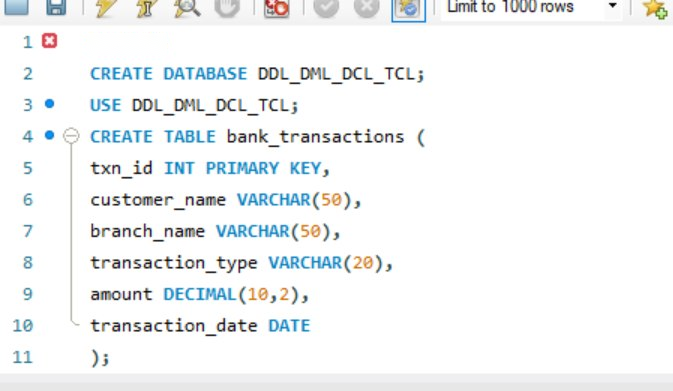 Limit to 1000 rows
1
2 CREATE DATABASE DDL_DML_DCL_TCL;
3 USE DDL_DML_DCL_TCL;
4 CREATE TABLE bank_transactions (
5 txn_id INT PRIMARY KEY,
6 customer_name VARCHAR(50),
7 branch_name VARCHAR(50),
8 transaction_type VARCHAR(20),
9 amount DECIMAL(10,2),
10 transaction_date DATE
11 );